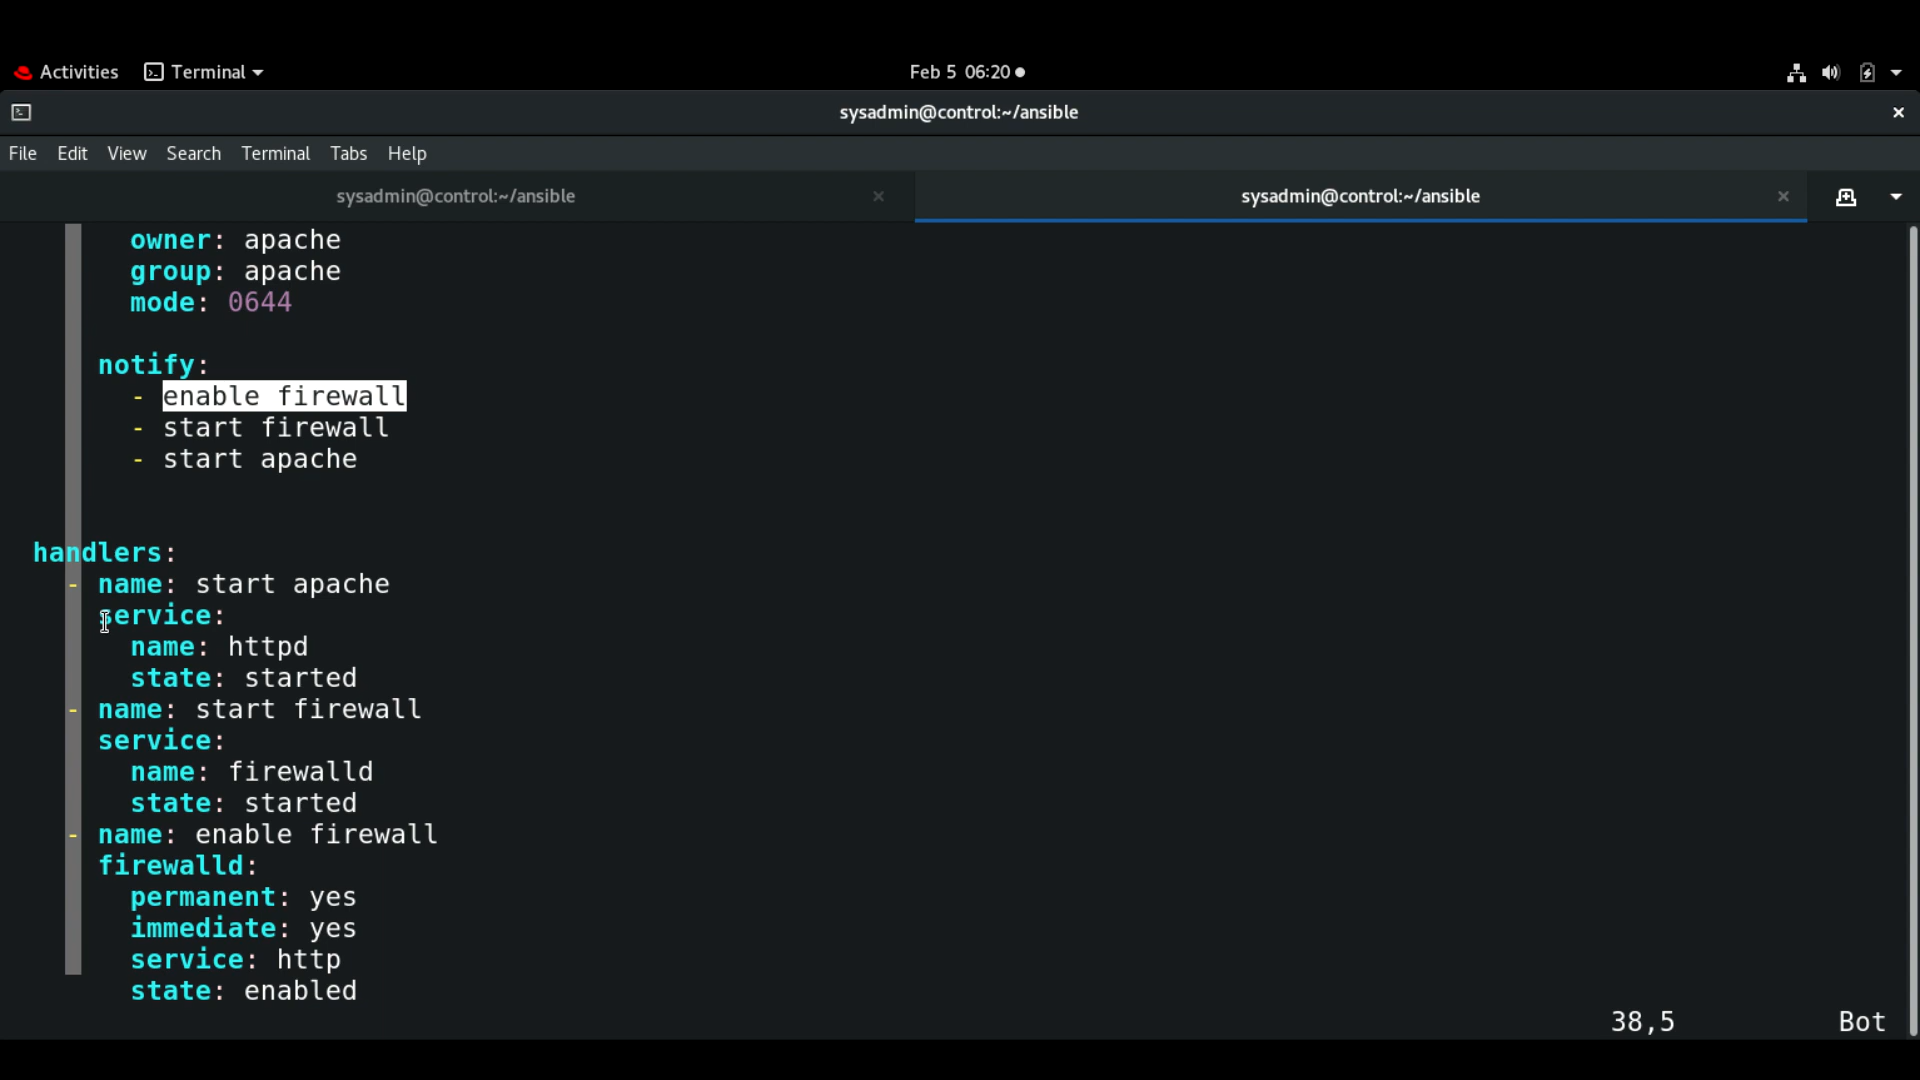 Activities Terminal Feb 5 06:20
sysadmin@control:~/ansible
File Edit View Search Terminal Tabs Help
sysadmin@control:~/ansible sysadmin@control:~/ansible
owner: apache
group: apache
mode: 0644
notify:
- enable firewall
- start firewall
- start apache
handlers:
- name: start apache
service:
name: httpd
state: started
- name: start firewall
service:
name: firewalld
state: started
- name: enable firewall
firewalld:
permanent: yes
immediate: yes
service: http
state: enabled
38,5 Bot